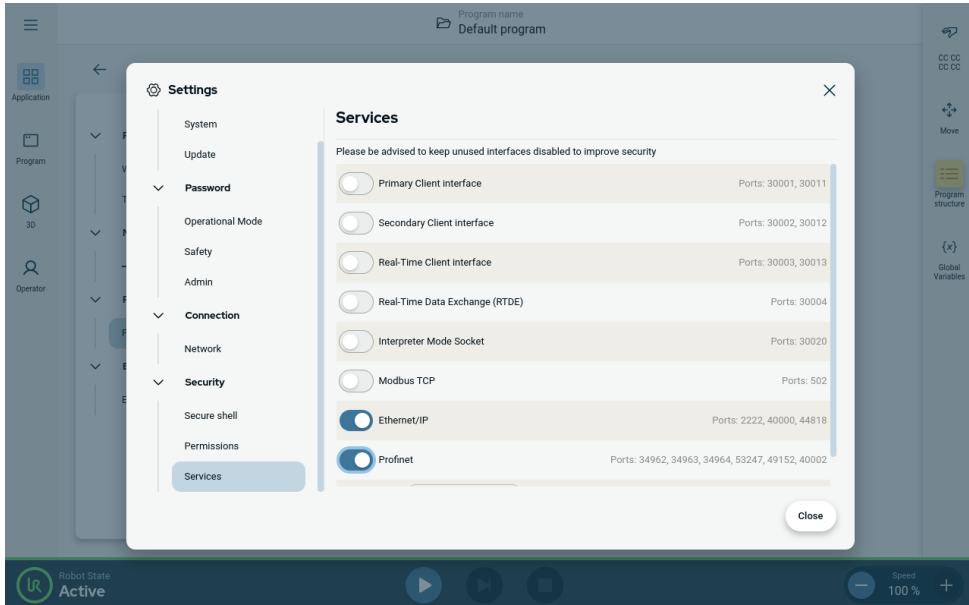 Program name
Default program
Application
Program
3D
Operator
Settings
System
Update
Password
Operational Mode
Safety
Admin
Connection
Network
Security
Secure shell
Permissions
Services
Services
Please be advised to keep unused interfaces disabled to improve security
Primary Client interface Ports: 30001, 30011
Secondary Client interface Ports: 30002, 30012
Real-Time Client interface Ports: 30003, 30013
Real-Time Data Exchange (RTDE) Ports: 30004
Interpreter Mode Socket Ports: 30020
Modbus TCP Ports: 502
Ethernet/IP Ports: 2222, 40000, 44818
Profinet Ports: 34962, 34963, 34964, 53247, 49152, 40002
Close
CC CC
CC CC
Move
Program
structure
{x}
Global
Variables
UR
Robot State
Active
Speed
100 %